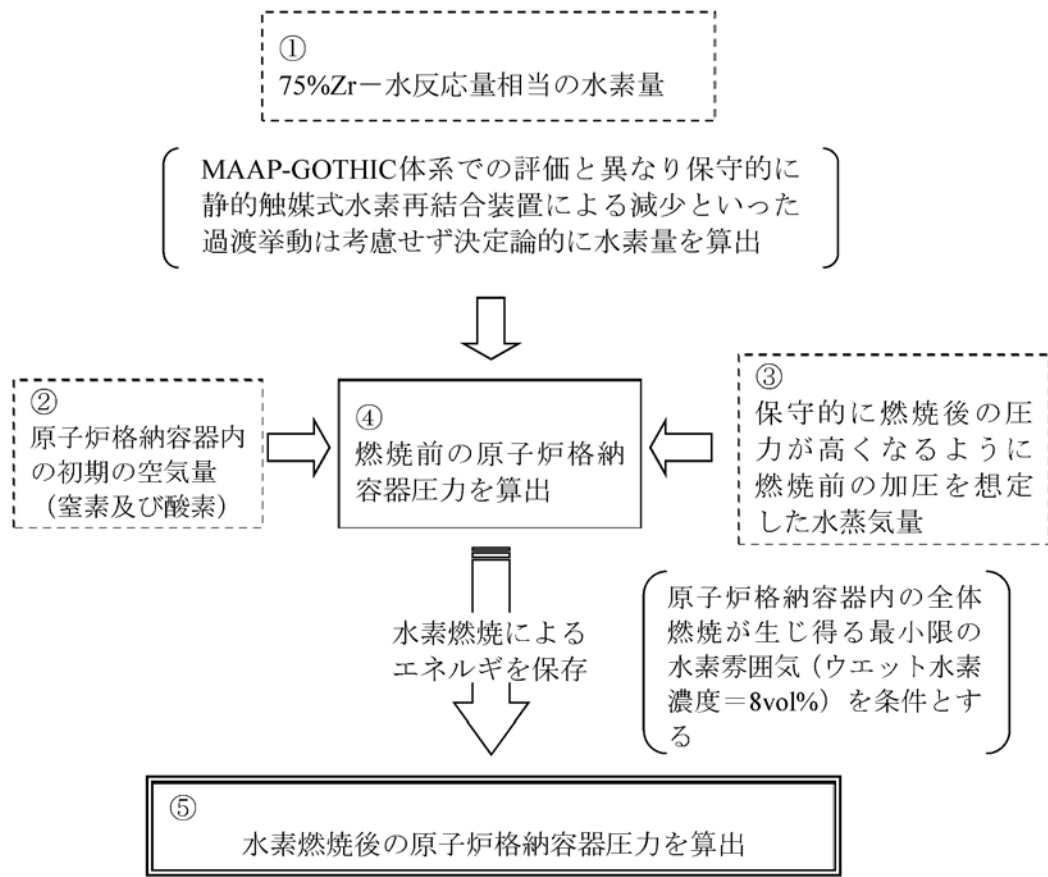 ①
75%Zr－水反応量相当の水素量
MAAP-GOTHIC体系での評価と異なり保守的に
静的触媒式水素再結合装置による減少といった
過渡挙動は考慮せず決定論的に水素量を算出
②
原子炉格納容器内
の初期の空気量
（窒素及び酸素）
④
燃焼前の原子炉格納
容器圧力を算出
③
保守的に燃焼後の圧
力が高くなるように
燃焼前の加圧を想定
した水蒸気量
水素燃焼による
エネルギを保存
原子炉格納容器内の全体
燃焼が生じ得る最小限の
水素雰囲気（ウエット水素
濃度＝8vol%）を条件とす
る
⑤
水素燃焼後の原子炉格納容器圧力を算出